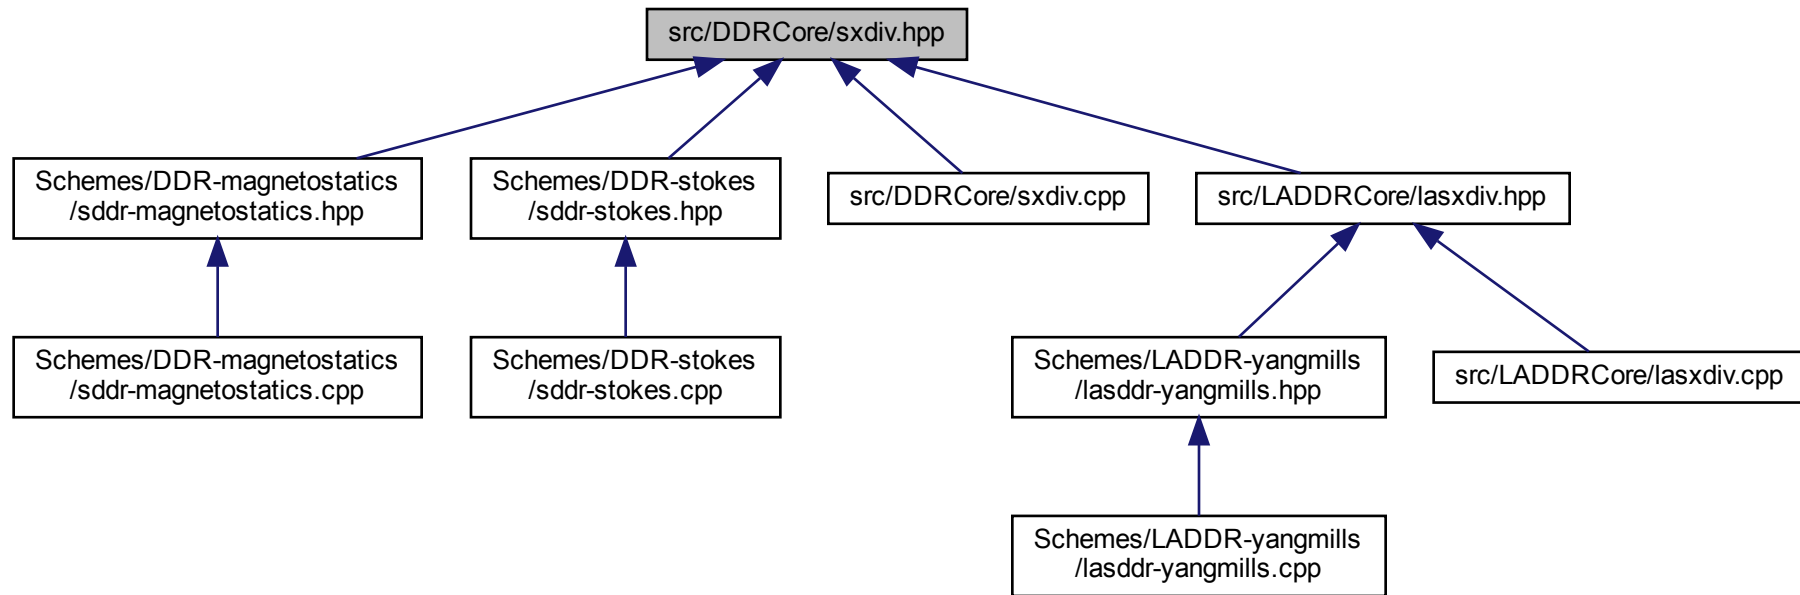 src/DDRCore/sxdiv.hpp
Schemes/DDR-magnetostatics
/sddr-magnetostatics.hpp
Schemes/DDR-stokes
/sddr-stokes.hpp
src/DDRCore/sxdiv.cpp
src/LADDRCore/lasxdiv.hpp
Schemes/DDR-magnetostatics
/sddr-magnetostatics.cpp
Schemes/DDR-stokes
/sddr-stokes.cpp
Schemes/LADDR-yangmills
/lasddr-yangmills.hpp
src/LADDRCore/lasxdiv.cpp
Schemes/LADDR-yangmills
/lasddr-yangmills.cpp